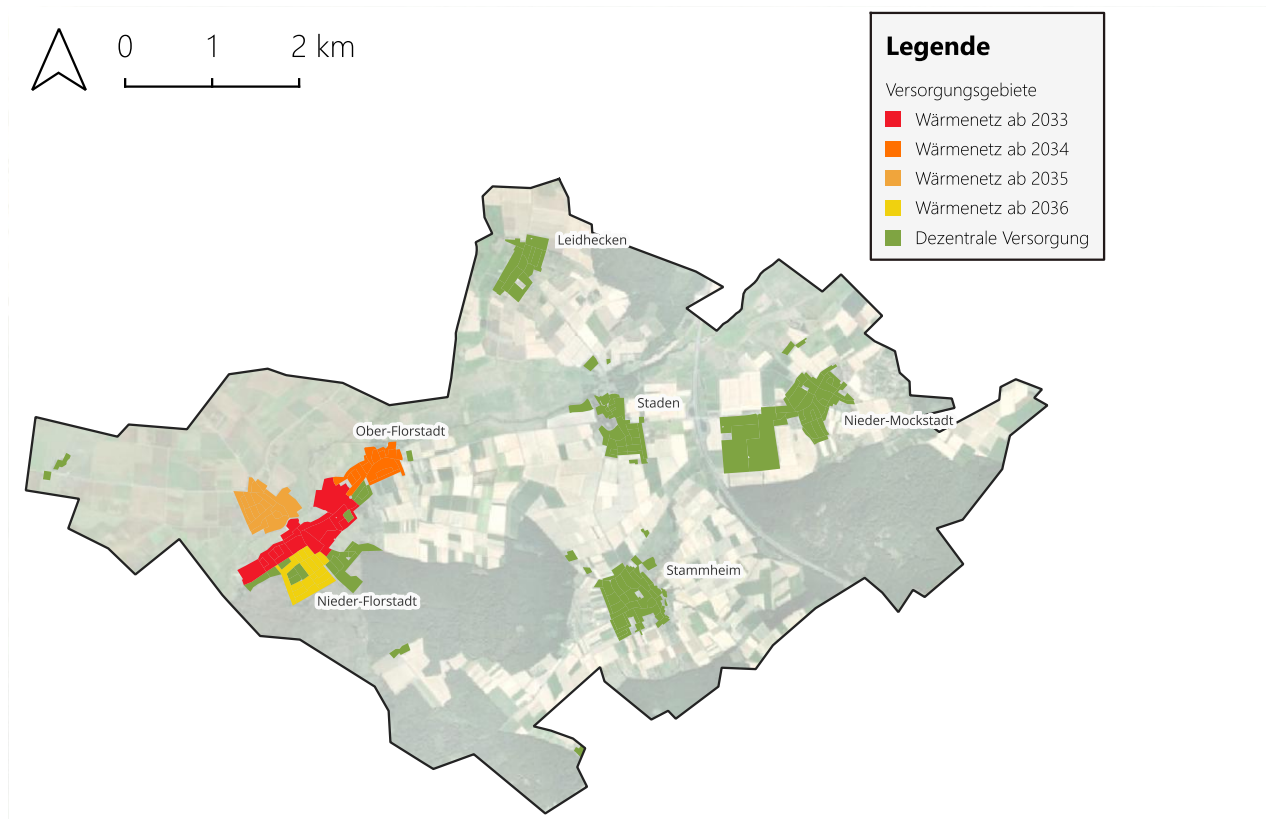 0 1 2 km
Legende
Versorgungsgebiete
Wärmenetz ab 2033
Wärmenetz ab 2034
Wärmenetz ab 2035
Wärmenetz ab 2036
Dezentrale Versorgung
Leidhecken
Staden
Nieder-Mockstadt
Ober-Florstadt
Stammheim
Nieder-Florstadt